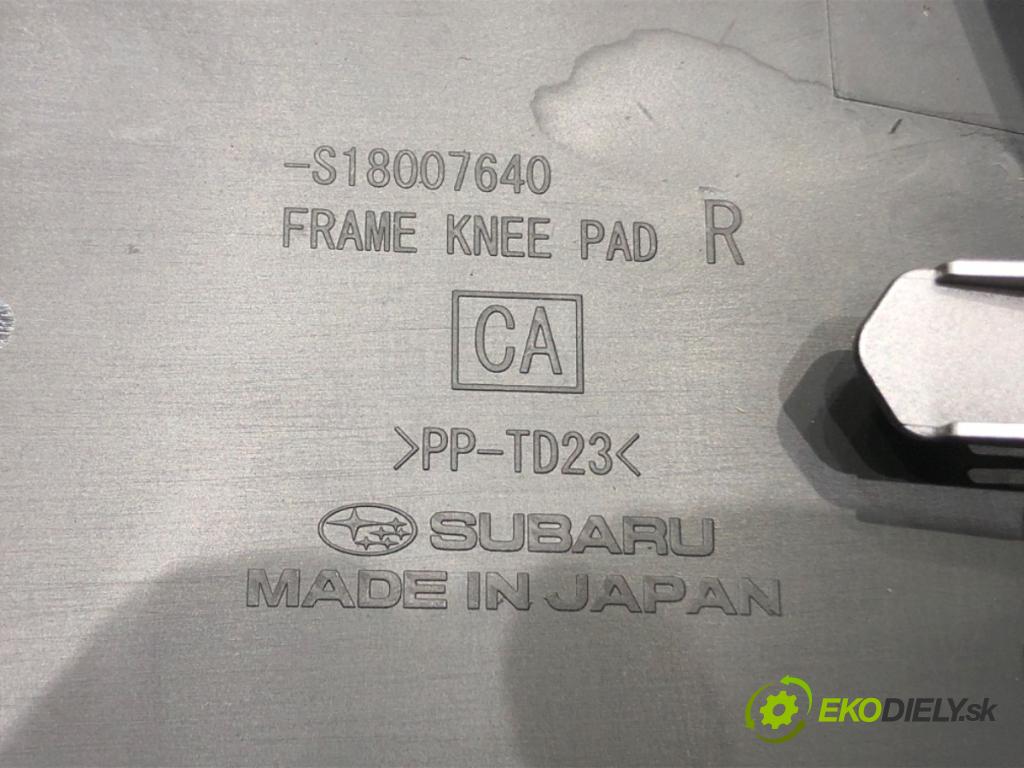 -S18007640
FRAME KNEE PAD R
CA
>PP-TD23<
SUBARU
MADE IN JAPAN
EKODIELY.sk